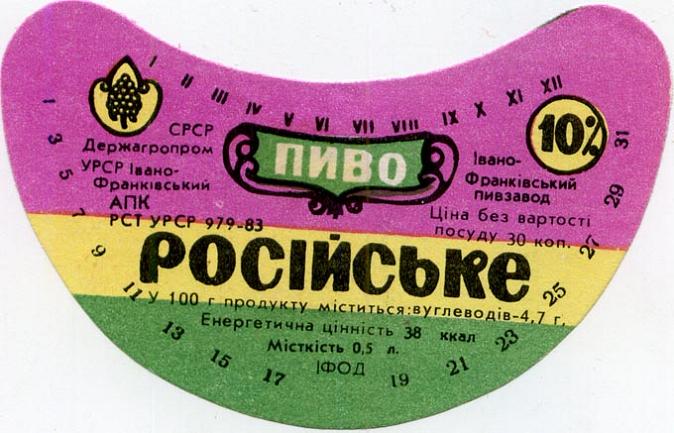 I II III IV V VI VII VIII IX X XI XII
1 3 5 7 9 11 13 15 17 19 21 23 25 27 29 31
СРСР
Держагропром
УРСР Івано-
Франківський
АПК
РСТ УРСР 979-83
ПИВО
10%
Івано-
Франківський
пивзавод
Ціна без вартості
посуду 30 коп.
РОСІЙСЬКЕ
У 100 г продукту міститься: вуглеводів-4,7 г.
Енергетична цінність 38 ккал
Місткість 0,5 л.
ІФОД